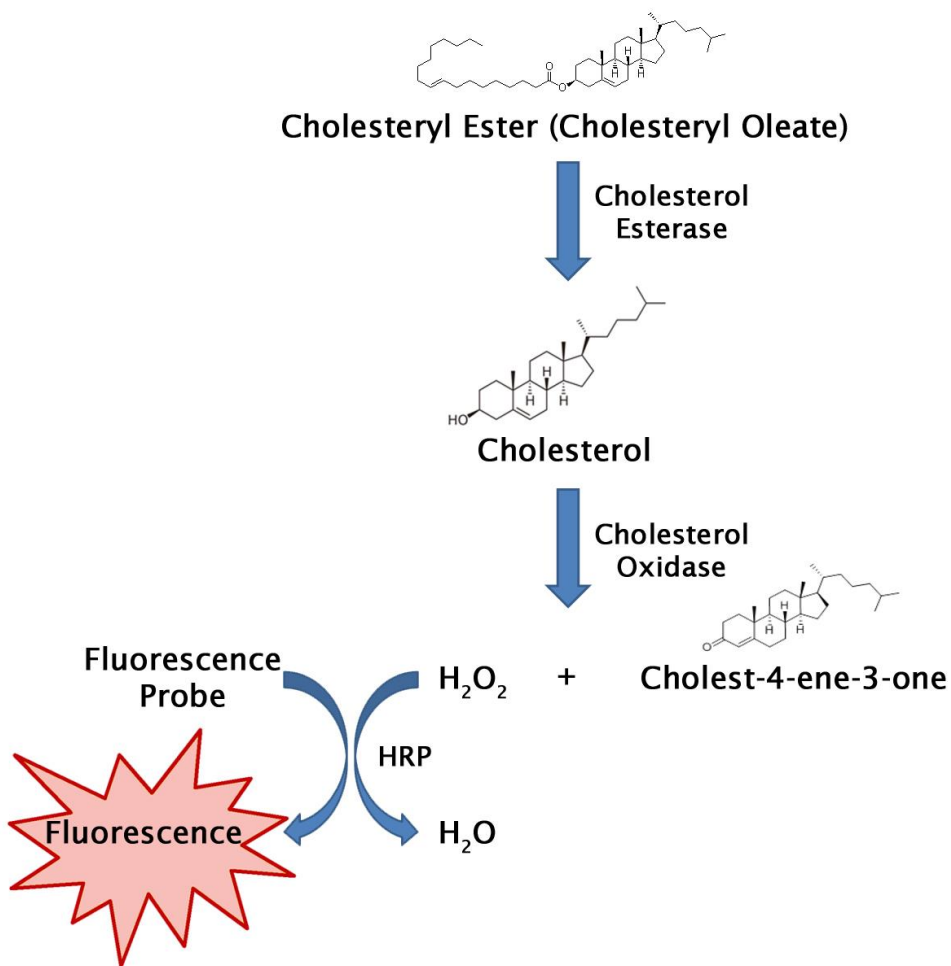 O
O
H
H
H
Cholesteryl Ester (Cholesteryl Oleate)
Cholesterol
Esterase
H
H
H
HO
Cholesterol
Cholesterol
Oxidase
H
H
H
O
Fluorescence
Probe
H₂O₂ + Cholest-4-ene-3-one
HRP
Fluorescence
H₂O